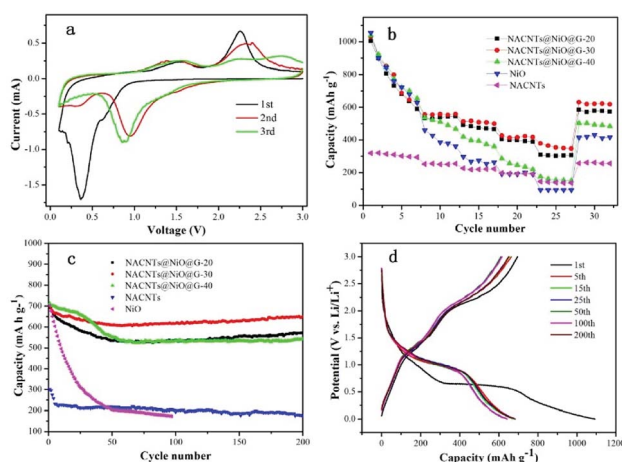 a
1st
2nd
3rd
Current (mA)
1.0
0.5
0.0
-0.5
-1.0
-1.5
0.0 0.5 1.0 1.5 2.0 2.5 3.0
Voltage (V)
b
NACNTs@NiO@G-20
NACNTs@NiO@G-30
NACNTs@NiO@G-40
NiO
NACNTs
Capacity (mAh g⁻¹)
1000
800
600
400
200
0
0 5 10 15 20 25 30
Cycle number
c
NACNTs@NiO@G-20
NACNTs@NiO@G-30
NACNTs@NiO@G-40
NACNTs
NiO
Capacity (mA h g⁻¹)
1000
900
800
700
600
500
400
300
200
100
0 50 100 150 200
Cycle number
d
1st
5th
15th
25th
50th
100th
200th
Potential (V vs. Li/Li⁺)
4.0
3.0
2.0
1.0
0.0
0 200 400 600 800 1000 1200
Capacity (mAh g⁻¹)